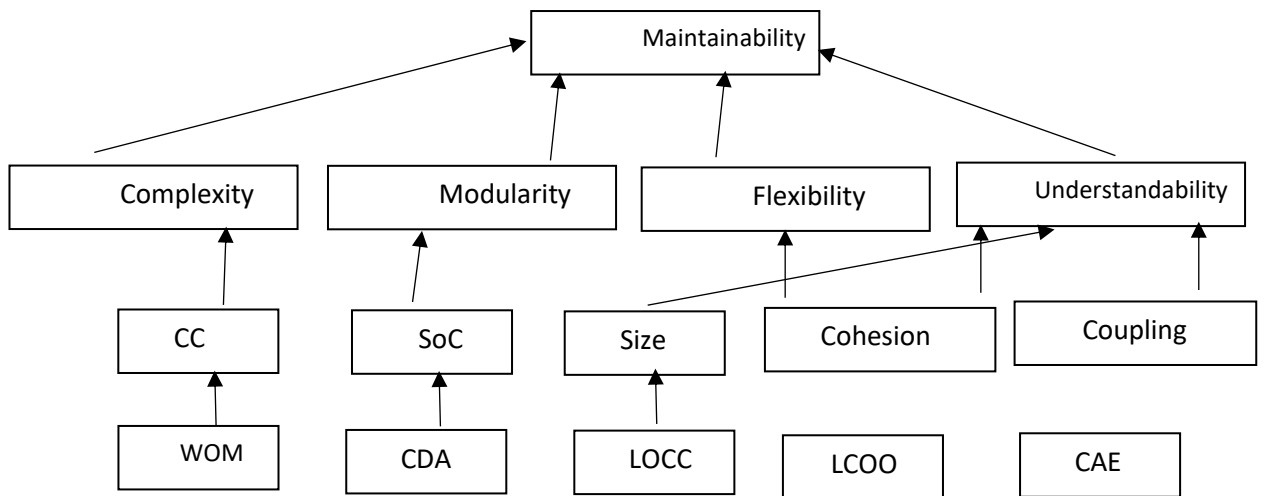 Maintainability
Complexity
Modularity
Flexibility
Understandability
CC
SoC
Size
Cohesion
Coupling
WOM
CDA
LOCC
LCOO
CAE